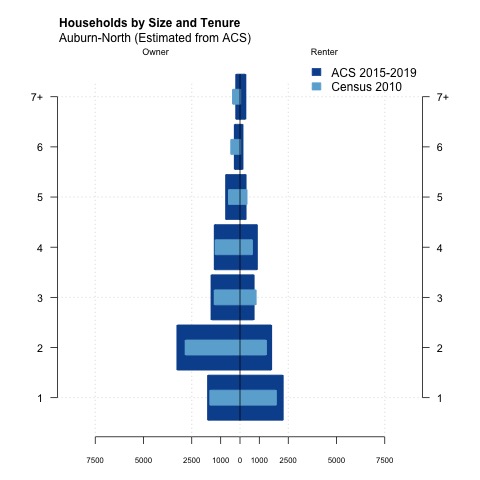 Households by Size and Tenure
Auburn-North (Estimated from ACS)
Owner Renter
ACS 2015-2019
Census 2010
7+ 7+
6 6
5 5
4 4
3 3
2 2
1 1
7500 5000 2500 1000 0 1000 2500 5000 7500